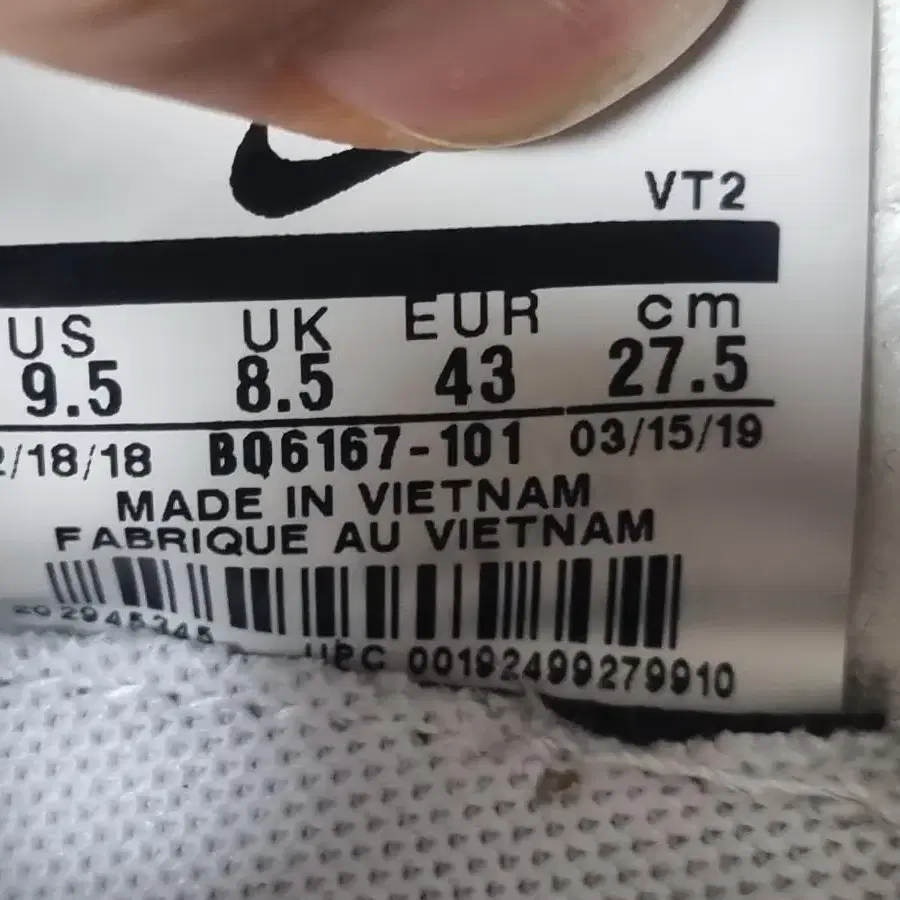 VT2
US UK EUR cm
9.5 8.5 43 27.5
/18/18 BQ6167-101 03/15/19
MADE IN VIETNAM
FABRIQUE AU VIETNAM
UPC 00192499279910